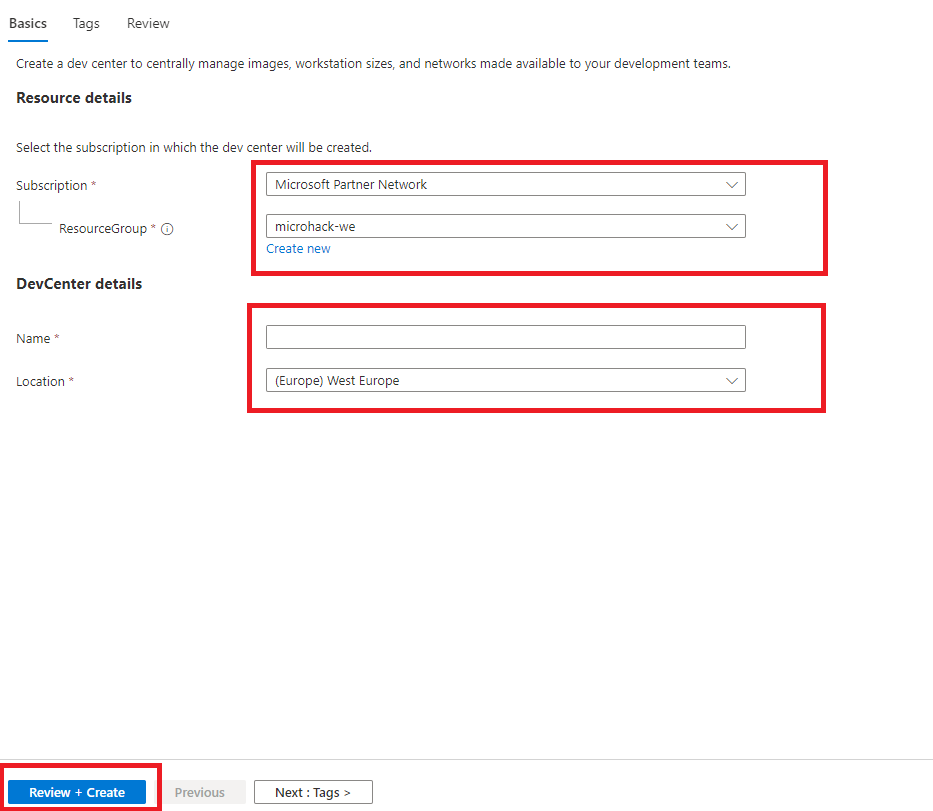 Basics Tags Review
Create a dev center to centrally manage images, workstation sizes, and networks made available to your development teams.
Resource details
Select the subscription in which the dev center will be created.
Subscription * Microsoft Partner Network
ResourceGroup * microhack-we
Create new
DevCenter details
Name *
Location * (Europe) West Europe
Review + Create Previous Next : Tags >